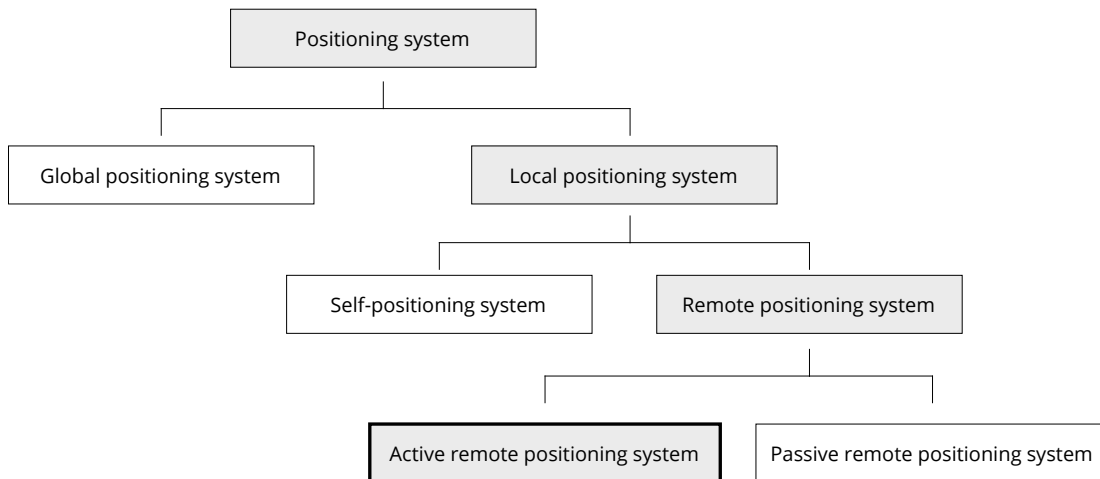 Positioning system
Global positioning system
Local positioning system
Self-positioning system
Remote positioning system
Active remote positioning system
Passive remote positioning system